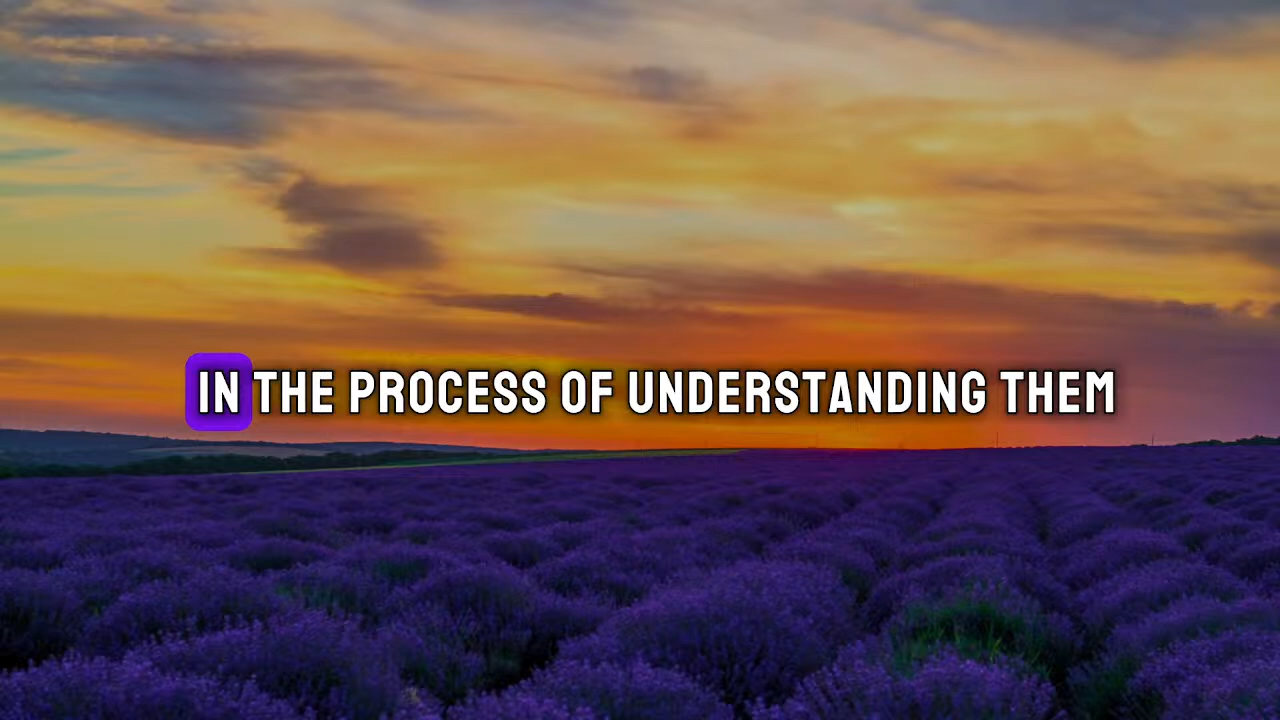 IN THE PROCESS OF UNDERSTANDING THEM